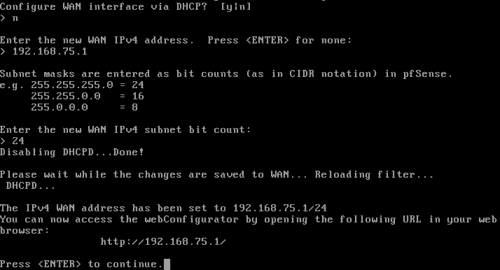 Configure WAN interface via DHCP?  [y|n]
> n
Enter the new WAN IPv4 address.  Press <ENTER> for none:
> 192.168.75.1
Subnet masks are entered as bit counts (as in CIDR notation) in pfSense.
e.g. 255.255.255.0 = 24
     255.255.0.0   = 16
     255.0.0.0     = 8
Enter the new WAN IPv4 subnet bit count:
> 24
Disabling DHCPD...Done!
Please wait while the changes are saved to WAN... Reloading filter...
 DHCPD...
The IPv4 WAN address has been set to 192.168.75.1/24
You can now access the webConfigurator by opening the following URL in your web
browser:
                http://192.168.75.1/
Press <ENTER> to continue.